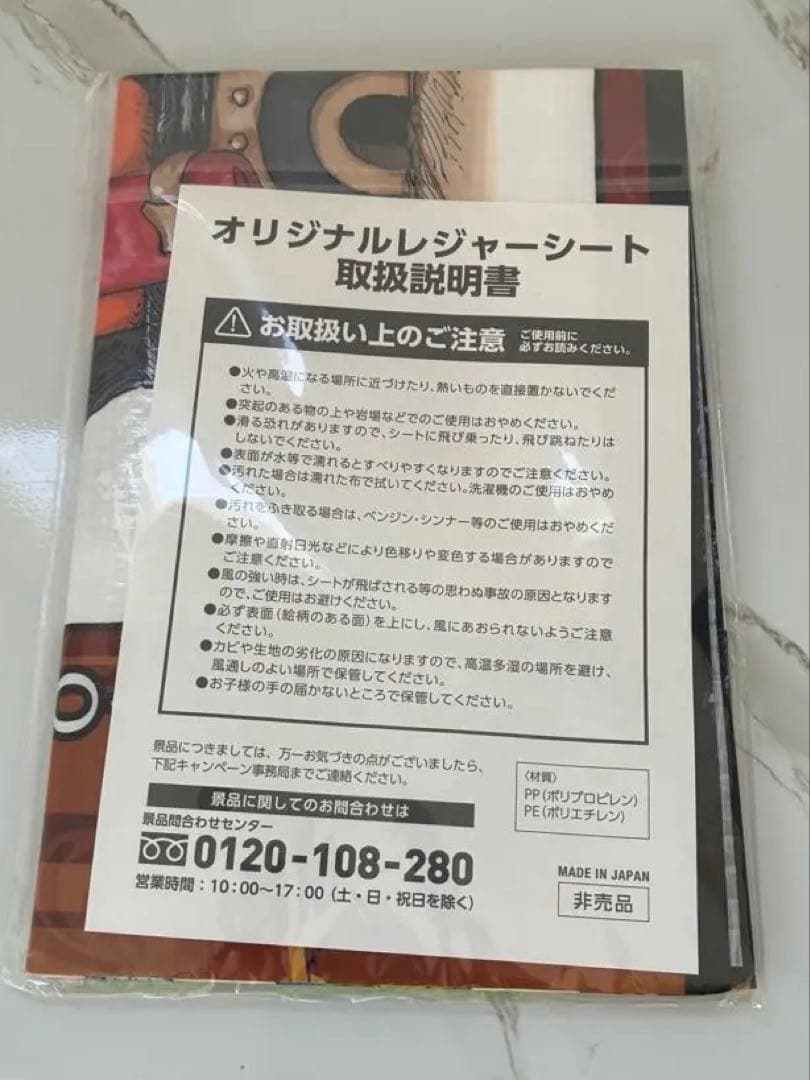 オリジナルレジャーシート
取扱説明書
お取扱い上のご注意 ご使用前に
必ずお読みください。
●火や高温になる場所に近づけたり、熱いものを直接置かないでくだ
さい。
●突起のある物の上や岩場などでのご使用はおやめください。
●滑る恐れがありますので、シートに飛び乗ったり、飛び跳ねたりは
しないでください。
●表面が水等で濡れるとすべりやすくなりますのでご注意ください。
●汚れた場合は濡れた布で拭いてください。洗濯機のご使用はおやめ
ください。
●汚れをふき取る場合は、ベンジン・シンナー等のご使用はおやめくだ
さい。
●摩擦や直射日光などにより色移りや変色する場合がありますので
ご注意ください。
●風の強い時は、シートが飛ばされる等の思わぬ事故の原因となります
ので、ご使用はお避けください。
●必ず表面（絵柄のある面）を上にし、風にあおられないようご注意
ください。
●カビや生地の劣化の原因になりますので、高温多湿の場所を避け、
風通しのよい場所で保管してください。
●お子様の手の届かないところで保管してください。
景品につきましては、万一お気づきの点がございましたら、
下記キャンペーン事務局までご連絡ください。
景品に関してのお問合わせは
景品問合わせセンター
0120-108-280
営業時間：10：00～17：00（土・日・祝日を除く）
〈材質〉
PP（ポリプロピレン）
PE（ポリエチレン）
MADE IN JAPAN
非売品